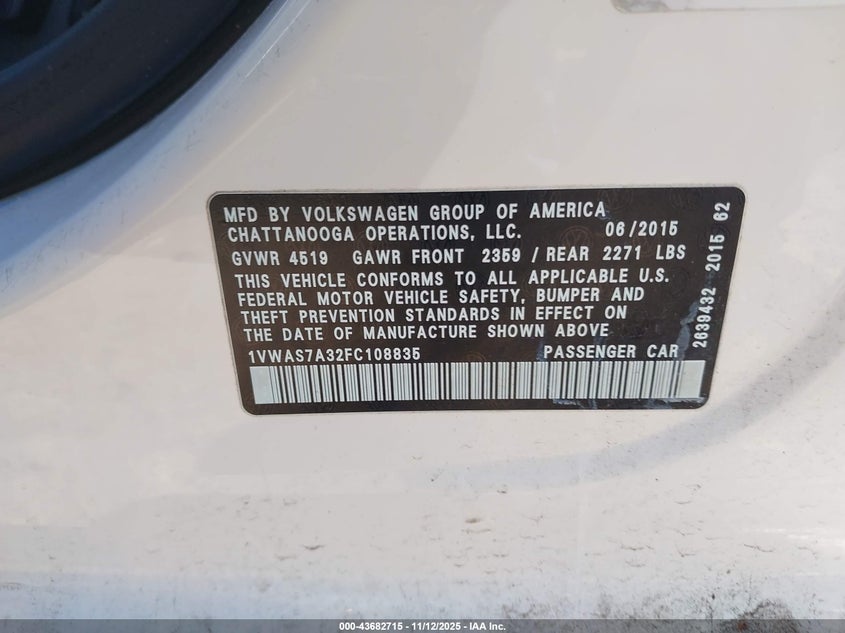 MFD BY VOLKSWAGEN GROUP OF AMERICA
CHATTANOOGA OPERATIONS, LLC. 06/2015
GVWR 4519 GAWR FRONT 2359 / REAR 2271 LBS
THIS VEHICLE CONFORMS TO ALL APPLICABLE U.S.
FEDERAL MOTOR VEHICLE SAFETY, BUMPER AND
THEFT PREVENTION STANDARDS IN EFFECT ON
THE DATE OF MANUFACTURE SHOWN ABOVE
1VWAS7A32FC108835 PASSENGER CAR
2639432 2015 62
000-43682715 - 11/12/2025 - IAA Inc.